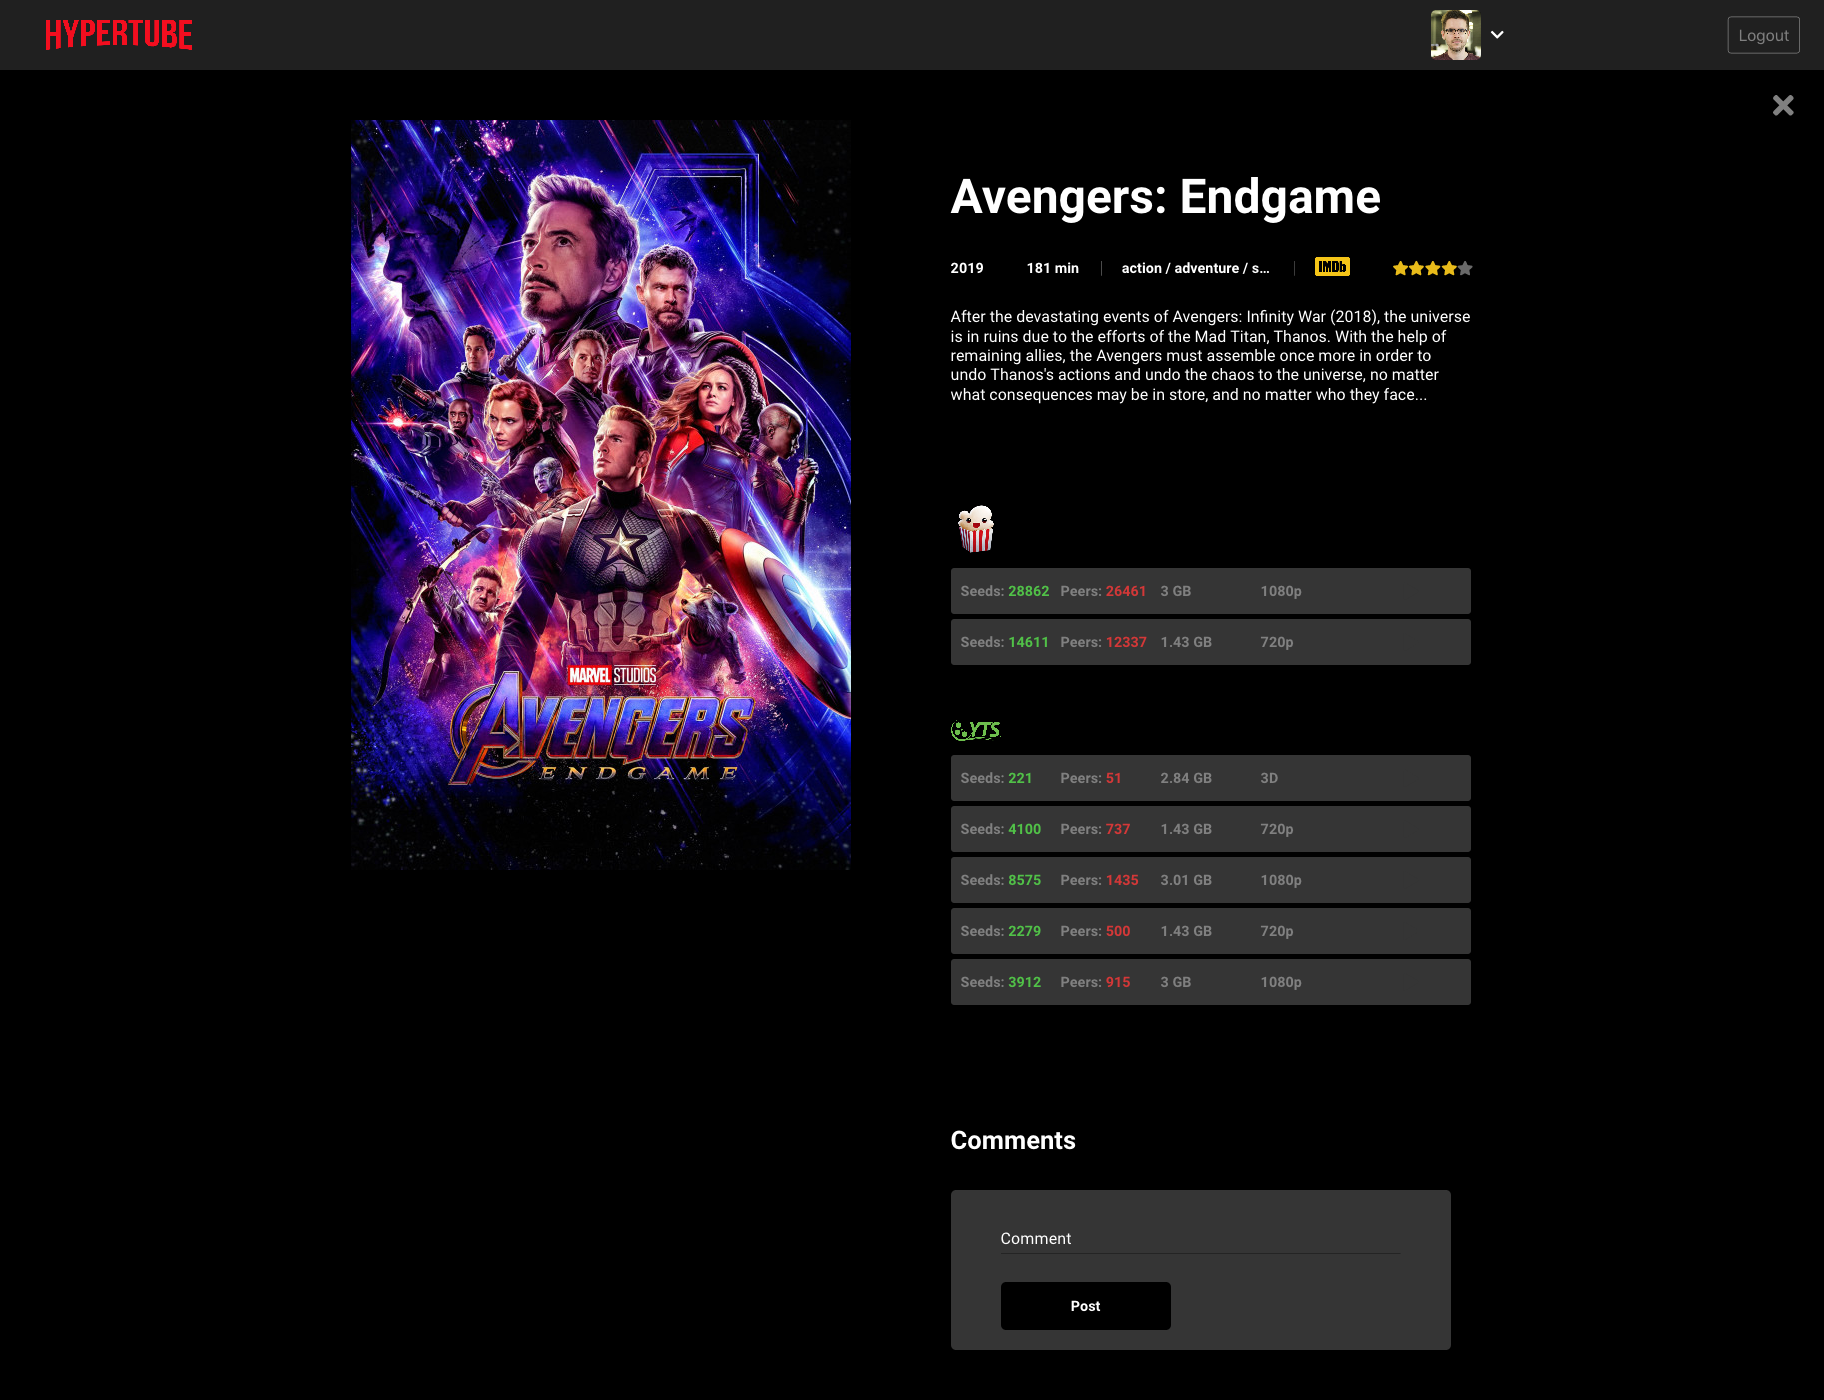 HYPERTUBE
Logout
Avengers: Endgame
2019 181 min action / adventure / s... IMDb
After the devastating events of Avengers: Infinity War (2018), the universe
is in ruins due to the efforts of the Mad Titan, Thanos. With the help of
remaining allies, the Avengers must assemble once more in order to
undo Thanos's actions and undo the chaos to the universe, no matter
what consequences may be in store, and no matter who they face...
MARVEL STUDIOS
AVENGERS
ENDGAME
Seeds: 28862 Peers: 26461 3 GB 1080p
Seeds: 14611 Peers: 12337 1.43 GB 720p
YTS
Seeds: 221 Peers: 51 2.84 GB 3D
Seeds: 4100 Peers: 737 1.43 GB 720p
Seeds: 8575 Peers: 1435 3.01 GB 1080p
Seeds: 2279 Peers: 500 1.43 GB 720p
Seeds: 3912 Peers: 915 3 GB 1080p
Comments
Comment
Post